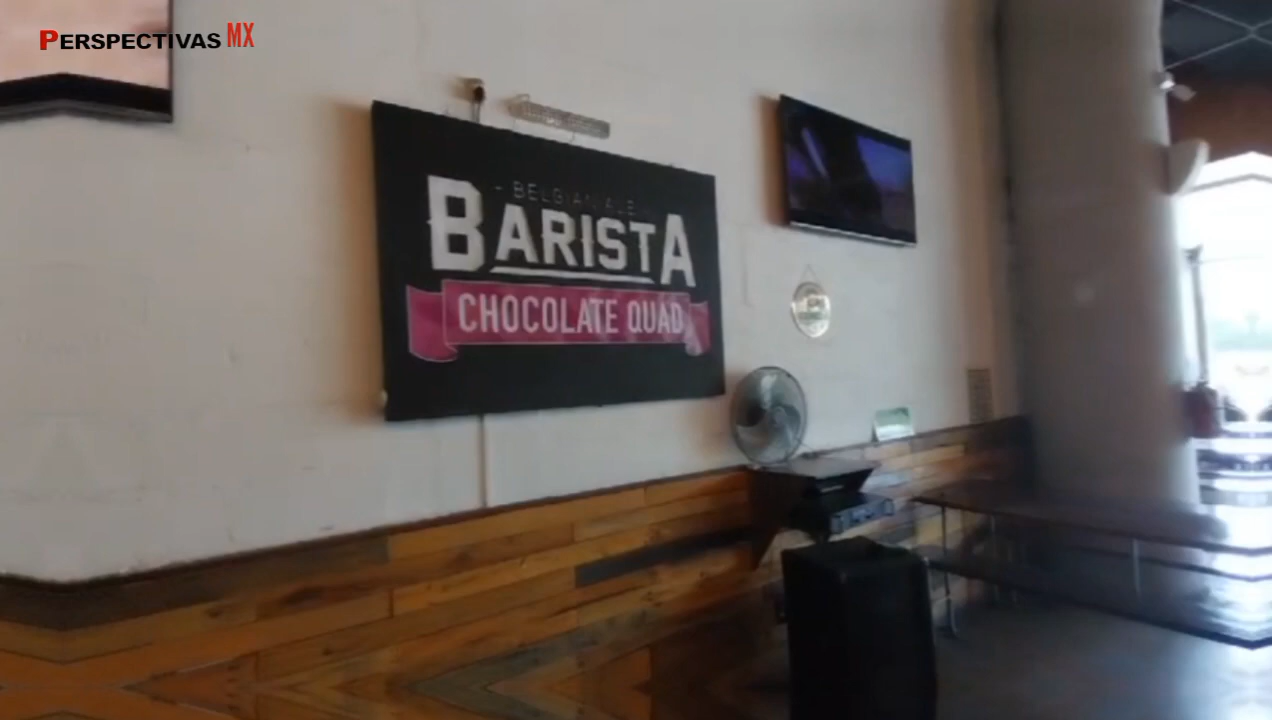 PERSPECTIVAS MX
- BELGIAN ALE -
BARISTA
CHOCOLATE QUAD